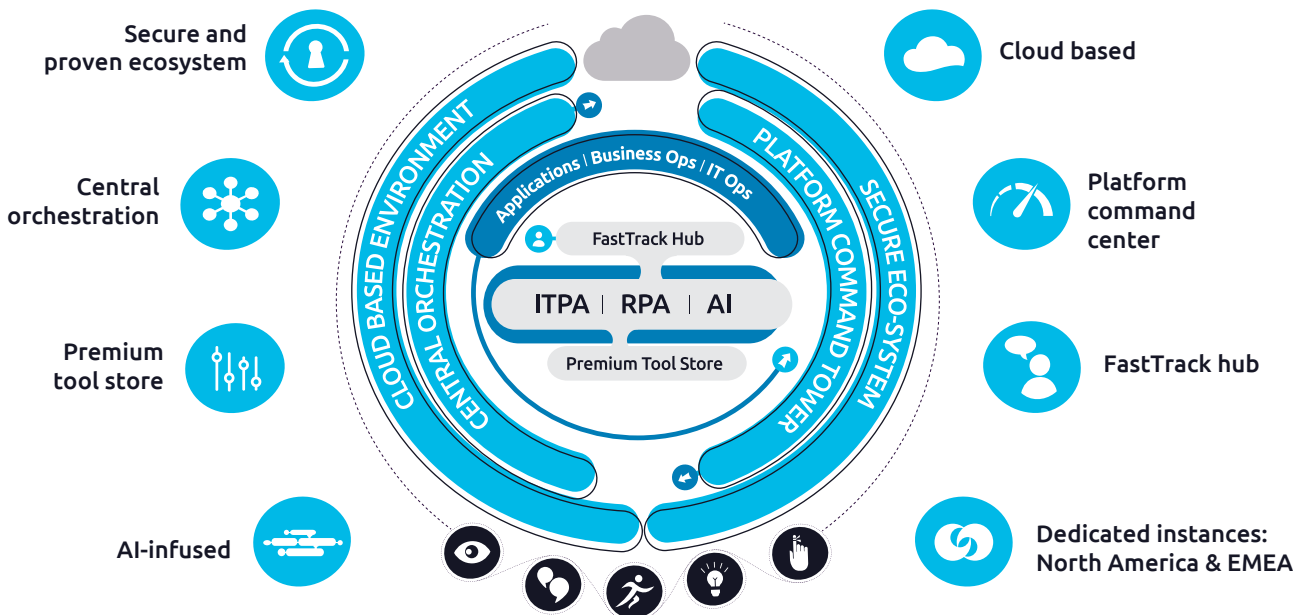 Secure and
proven ecosystem
Central
orchestration
Premium
tool store
AI-infused
CLOUD BASED ENVIRONMENT
CENTRAL ORCHESTRATION
Applications | Business Ops | IT Ops
FastTrack Hub
ITPA | RPA | AI
Premium Tool Store
PLATFORM COMMAND TOWER
SECURE ECO-SYSTEM
Cloud based
Platform
command
center
FastTrack hub
Dedicated instances:
North America & EMEA